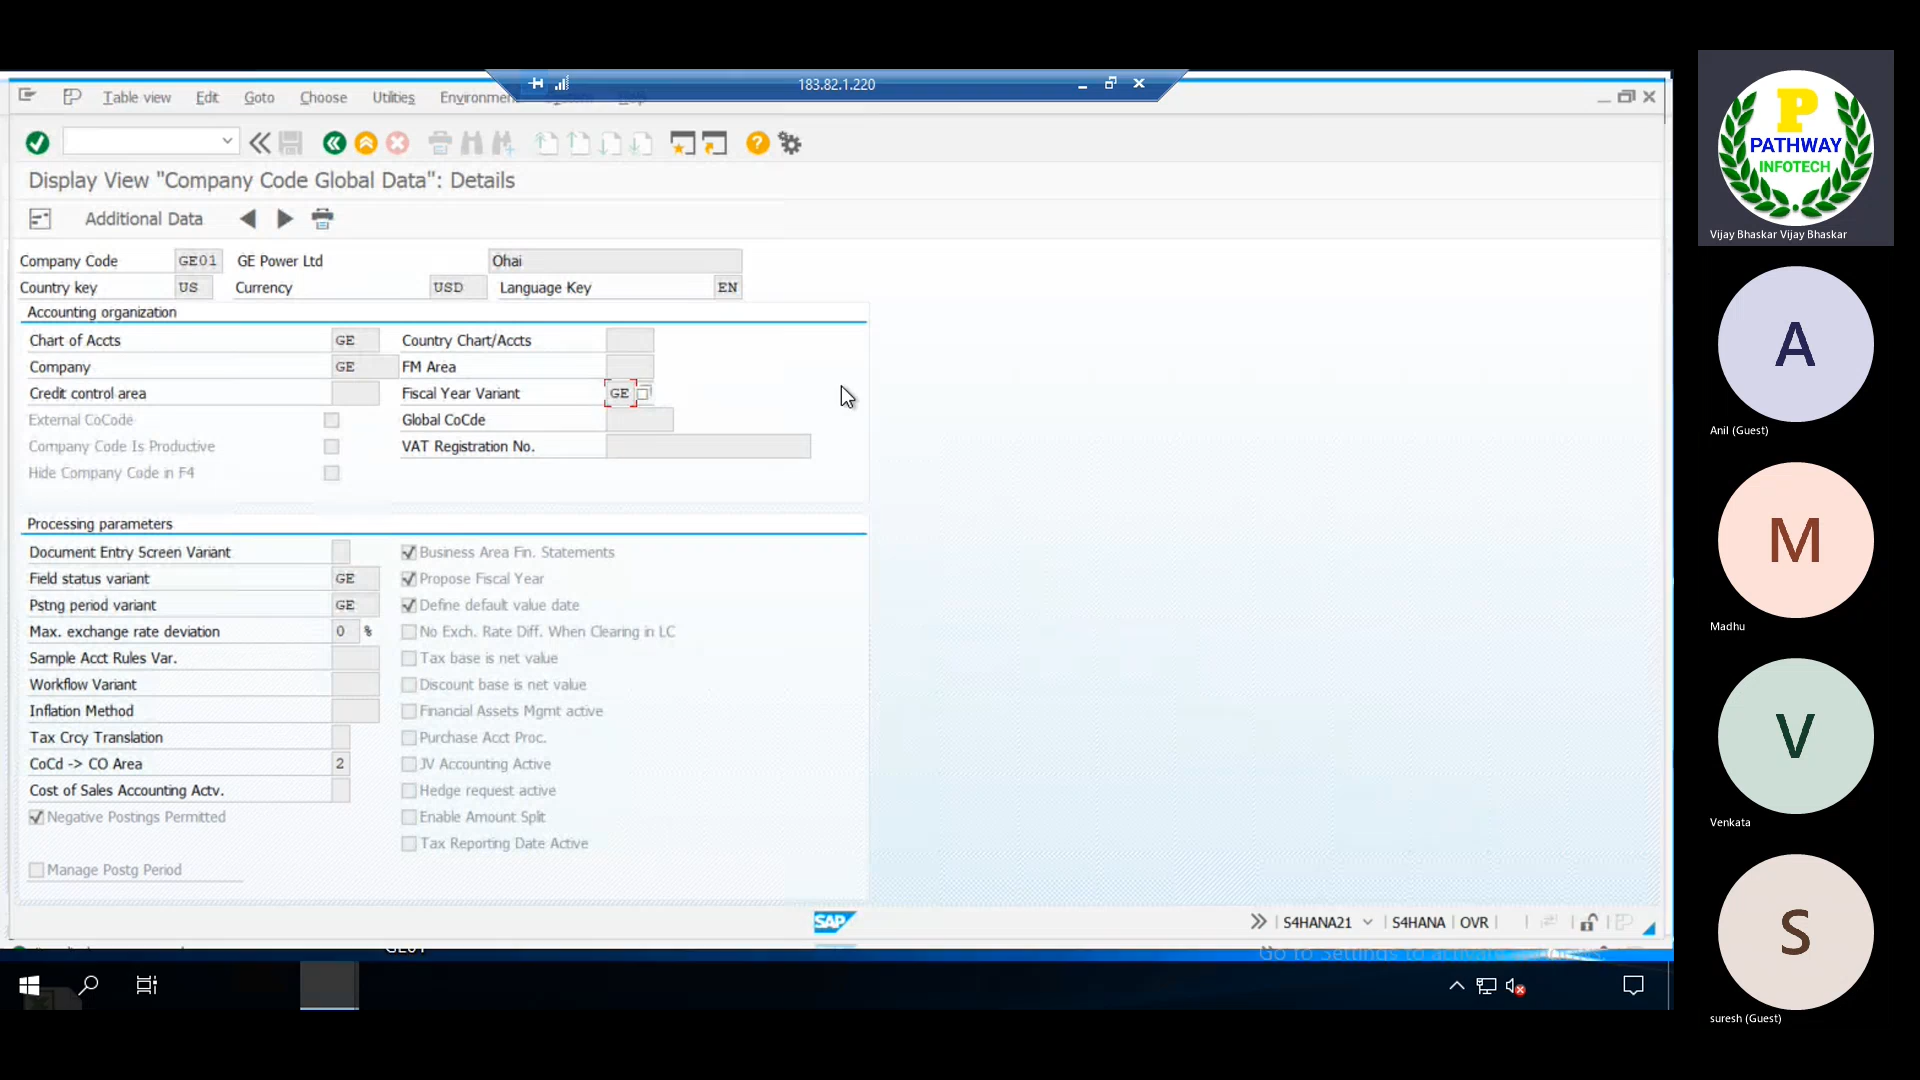 183.82.1.220
Table view Edit Goto Choose Utilities Environmen
Display View "Company Code Global Data": Details
Additional Data
Company Code GE01 GE Power Ltd Ohai
Country key US Currency USD Language Key EN
Accounting organization
Chart of Accts GE Country Chart/Accts
Company GE FM Area
Credit control area Fiscal Year Variant GE
External CoCode Global CoCde
Company Code Is Productive VAT Registration No.
Hide Company Code in F4
Processing parameters
Document Entry Screen Variant Business Area Fin. Statements
Field status variant GE Propose Fiscal Year
Pstng period variant GE Define default value date
Max. exchange rate deviation 0 % No Exch. Rate Diff. When Clearing in LC
Sample Acct Rules Var. Tax base is net value
Workflow Variant Discount base is net value
Inflation Method Financial Assets Mgmt active
Tax Crcy Translation Purchase Acct Proc.
CoCd -> CO Area 2 JV Accounting Active
Cost of Sales Accounting Actv. Hedge request active
Negative Postings Permitted Enable Amount Split
Tax Reporting Date Active
Manage Postg Period
SAP S4HANA21 S4HANA OVR
P
PATHWAY
INFOTECH
Vijay Bhaskar Vijay Bhaskar
A
Anil (Guest)
M
Madhu
V
Venkata
S
suresh (Guest)